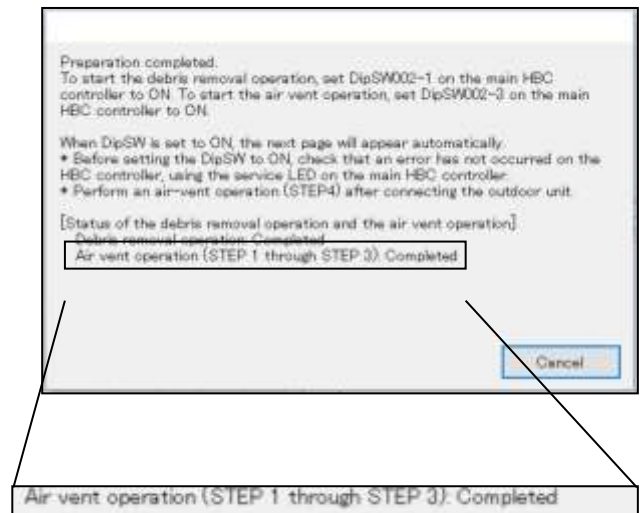 Preparation completed.
To start the debris removal operation, set DipSW002-1 on the main HBC
controller to ON. To start the air vent operation, set DipSW002-3 on the main
HBC controller to ON.
When DipSW is set to ON, the next page will appear automatically.
* Before setting the DipSW to ON, check that an error has not occurred on the
HBC controller, using the service LED on the main HBC controller.
* Perform an air-vent operation (STEP4) after connecting the outdoor unit.
[Status of the debris removal operation and the air vent operation]
Debris removal operation: Completed
Air vent operation (STEP 1 through STEP 3): Completed
Cancel
Air vent operation (STEP 1 through STEP 3): Completed